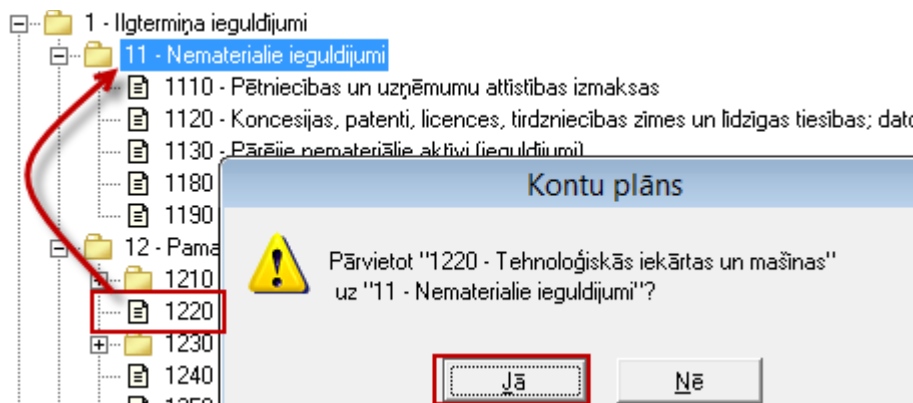 1 - Ilgtermiņa ieguldījumi
11 - Nemateriālie ieguldījumi
1110 - Pētniecības un uzņēmumu attīstības izmaksas
1120 - Koncesijas, patenti, licences, tirdzniecības zīmes un līdzīgas tiesības; dato
1130 - Pārējie nemateriālie aktīvi (ieguldījumi)
1180
1190
12 - Pama
1210
1220
1230
1240
1250
Kontu plāns
Pārvietot "1220 - Tehnoloģiskās iekārtas un mašīnas"
uz "11 - Nemateriālie ieguldījumi"?
Jā
Nē